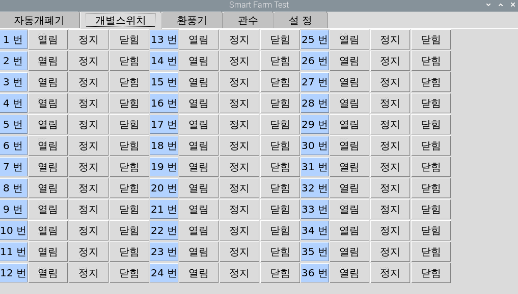 Smart Farm Test
자동개폐기 개별스위치 환풍기 관수 설 정
1 번 열림 정지 닫힘 13 번 열림 정지 닫힘 25 번 열림 정지 닫힘
2 번 열림 정지 닫힘 14 번 열림 정지 닫힘 26 번 열림 정지 닫힘
3 번 열림 정지 닫힘 15 번 열림 정지 닫힘 27 번 열림 정지 닫힘
4 번 열림 정지 닫힘 16 번 열림 정지 닫힘 28 번 열림 정지 닫힘
5 번 열림 정지 닫힘 17 번 열림 정지 닫힘 29 번 열림 정지 닫힘
6 번 열림 정지 닫힘 18 번 열림 정지 닫힘 30 번 열림 정지 닫힘
7 번 열림 정지 닫힘 19 번 열림 정지 닫힘 31 번 열림 정지 닫힘
8 번 열림 정지 닫힘 20 번 열림 정지 닫힘 32 번 열림 정지 닫힘
9 번 열림 정지 닫힘 21 번 열림 정지 닫힘 33 번 열림 정지 닫힘
10 번 열림 정지 닫힘 22 번 열림 정지 닫힘 34 번 열림 정지 닫힘
11 번 열림 정지 닫힘 23 번 열림 정지 닫힘 35 번 열림 정지 닫힘
12 번 열림 정지 닫힘 24 번 열림 정지 닫힘 36 번 열림 정지 닫힘